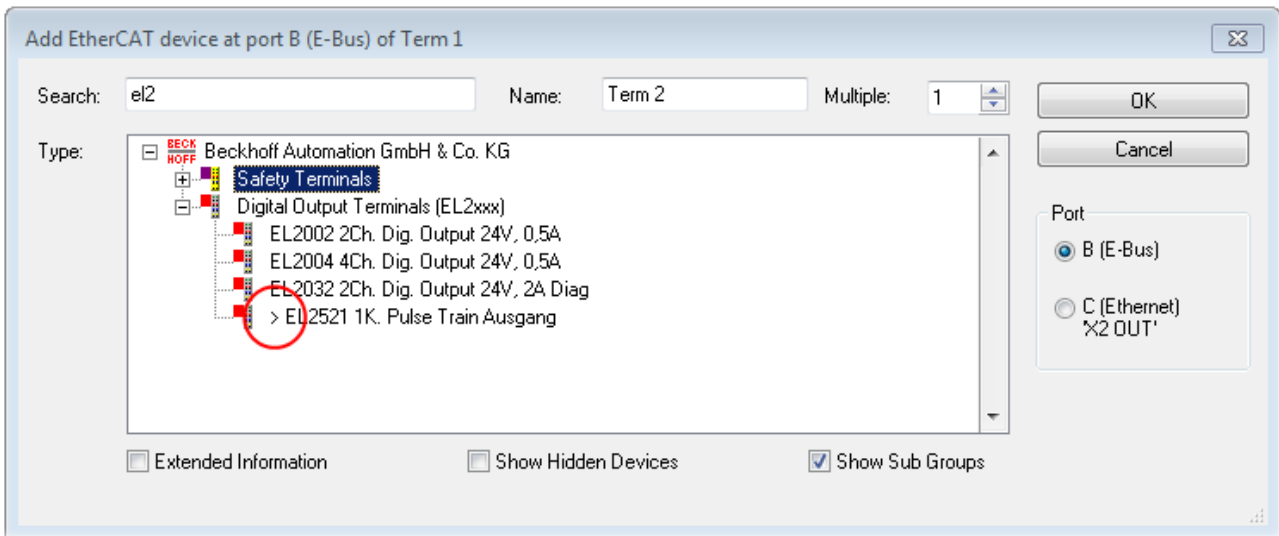 Add EtherCAT device at port B (E-Bus) of Term 1
Search: el2 Name: Term 2 Multiple: 1 OK
Cancel
Type: BECKHOFF Beckhoff Automation GmbH & Co. KG
Safety Terminals
Digital Output Terminals (EL2xxx)
EL2002 2Ch. Dig. Output 24V, 0,5A
EL2004 4Ch. Dig. Output 24V, 0,5A
EL2032 2Ch. Dig. Output 24V, 2A Diag
> EL2521 1K. Pulse Train Ausgang
Port
B (E-Bus)
C (Ethernet)
'X2 OUT'
Extended Information Show Hidden Devices Show Sub Groups